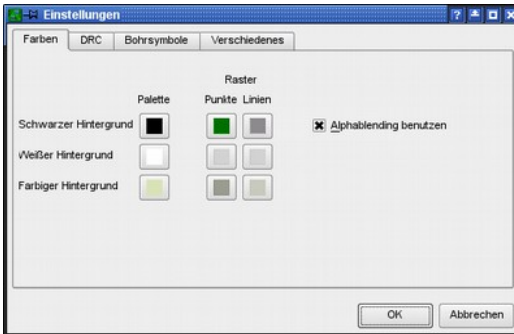 Einstellungen
Farben DRC Bohrsymbole Verschiedenes
Raster
Palette Punkte Linien
Schwarzer Hintergrund Alphablending benutzen
Weißer Hintergrund
Farbiger Hintergrund
OK Abbrechen